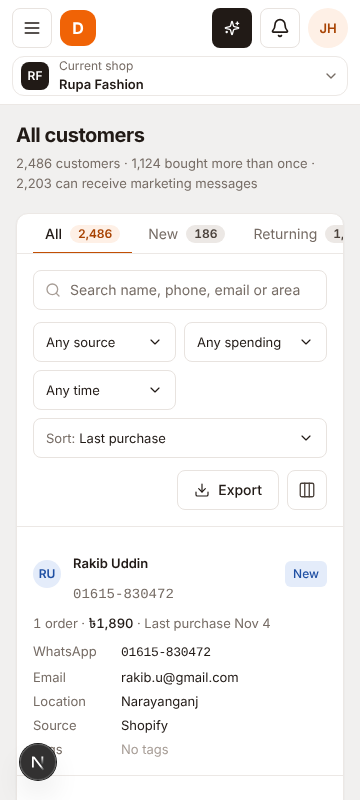 D
JH
RF
Current shop
Rupa Fashion
All customers
2,486 customers · 1,124 bought more than once ·
2,203 can receive marketing messages
All 2,486 New 186 Returning
Search name, phone, email or area
Any source Any spending
Any time
Sort: Last purchase
Export
RU
Rakib Uddin
01615-830472
New
1 order · ৳1,890 · Last purchase Nov 4
WhatsApp 01615-830472
Email rakib.u@gmail.com
Location Narayanganj
Source Shopify
No tags
N